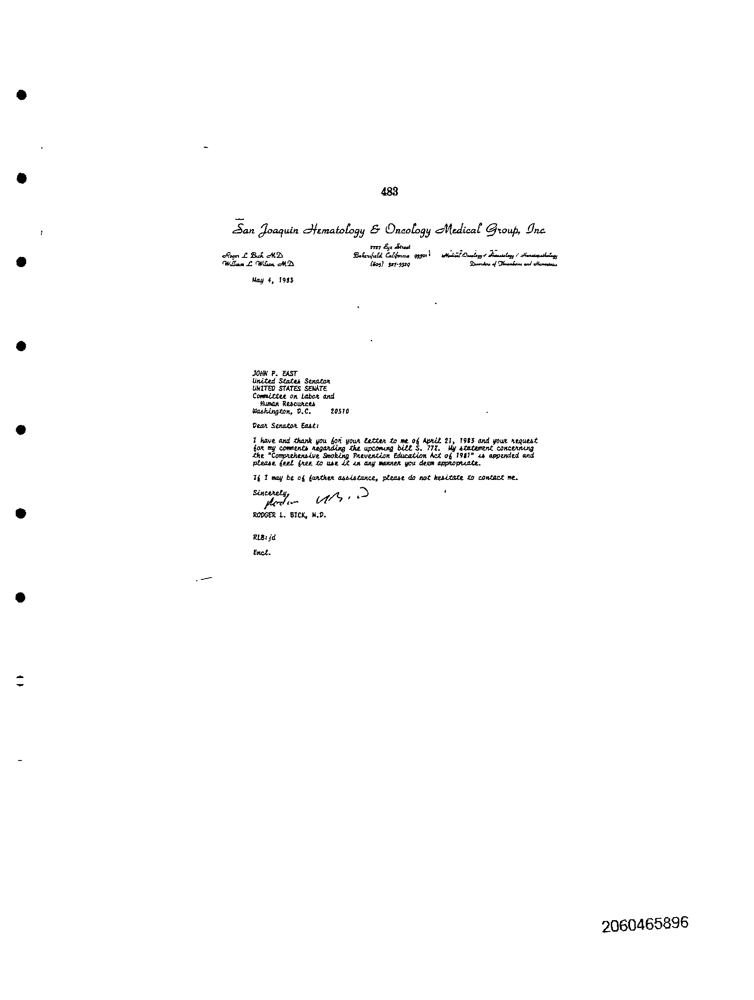 483
San Joaquin Hematology & Oncology Medical Group, Inc.
Street
Bakersfield California 93301
Roger L. Bick M.D. Medical Oncology / Hematology / Hematopathology
William L. Wilson M.D. Disorders of Thrombosis and Hemostasis
May 4, 1983
JOHN P. EAST
United States Senator
UNITED STATES SENATE
Committee on Labor and
Human Resources
Washington, D.C. 20510
Dear Senator East:
I have and thank you for your letter to me of April 21, 1983 and your request
for my comments regarding the upcoming bill S. 772. My statement concerning
the "Comprehensive Smoking Prevention Education Act of 1981" is appended and
please feel free to use it in any manner you deem appropriate.
If I may be of further assistance, please do not hesitate to contact me.
Sincerely,
RODGER L. BICK, M.D.
RLB:jd
Encl.
2060465896